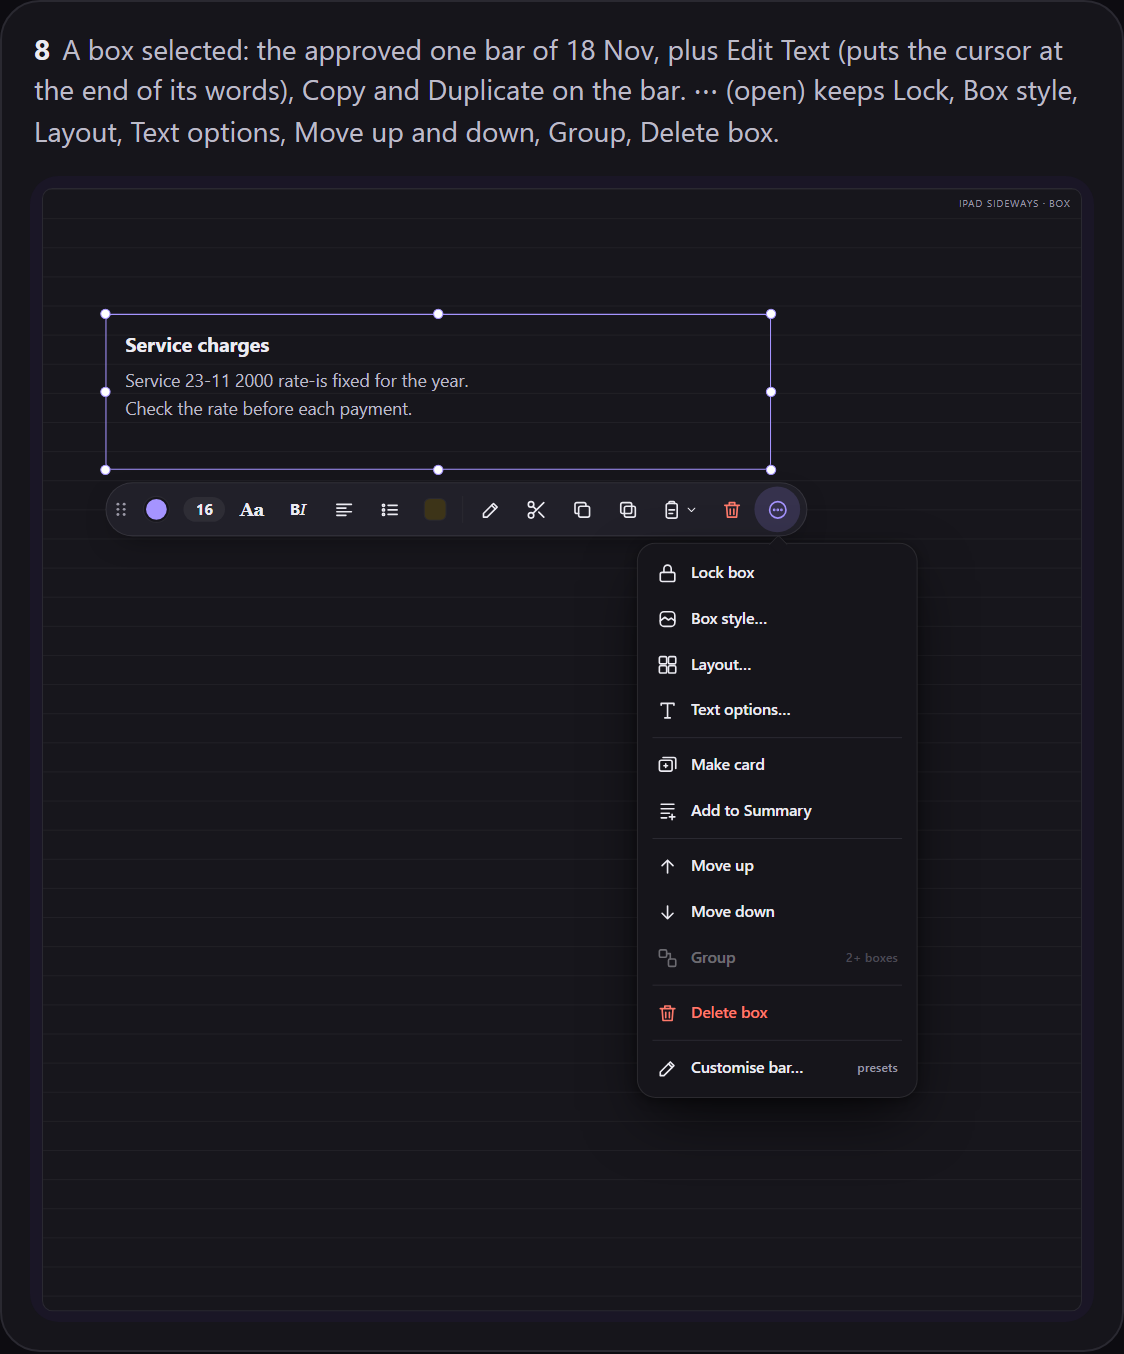 8 A box selected: the approved one bar of 18 Nov, plus Edit Text (puts the cursor at
the end of its words), Copy and Duplicate on the bar. ··· (open) keeps Lock, Box style,
Layout, Text options, Move up and down, Group, Delete box.
IPAD SIDEWAYS · BOX
Service charges
Service 23-11 2000 rate-is fixed for the year.
Check the rate before each payment.
16 Aa BI
Lock box
Box style...
Layout...
Text options...
Make card
Add to Summary
Move up
Move down
Group 2+ boxes
Delete box
Customise bar... presets